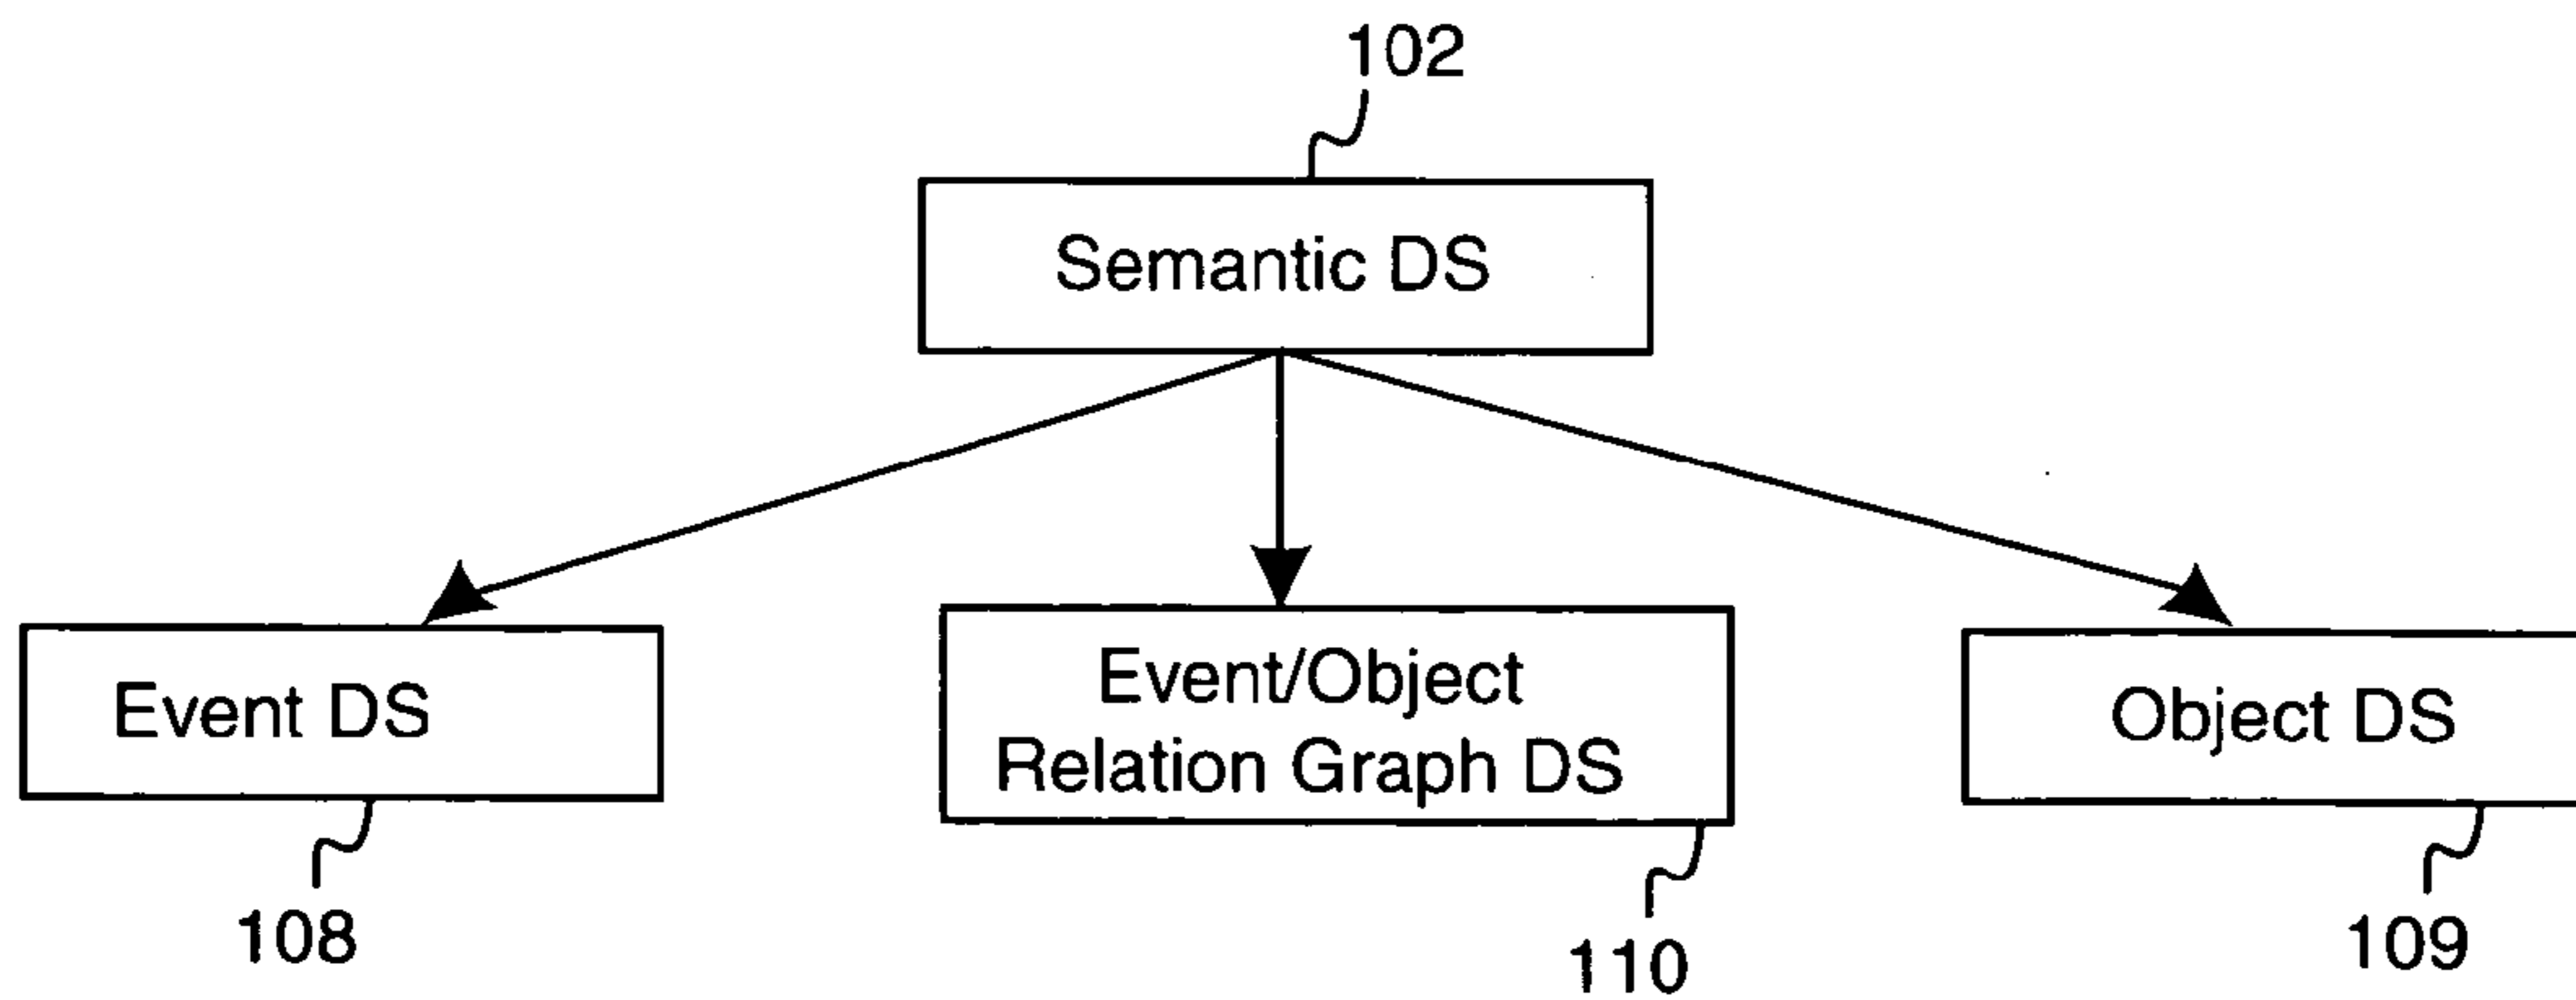 102
Semantic DS
Event DS
Event/Object
Relation Graph DS
Object DS
108
110
109